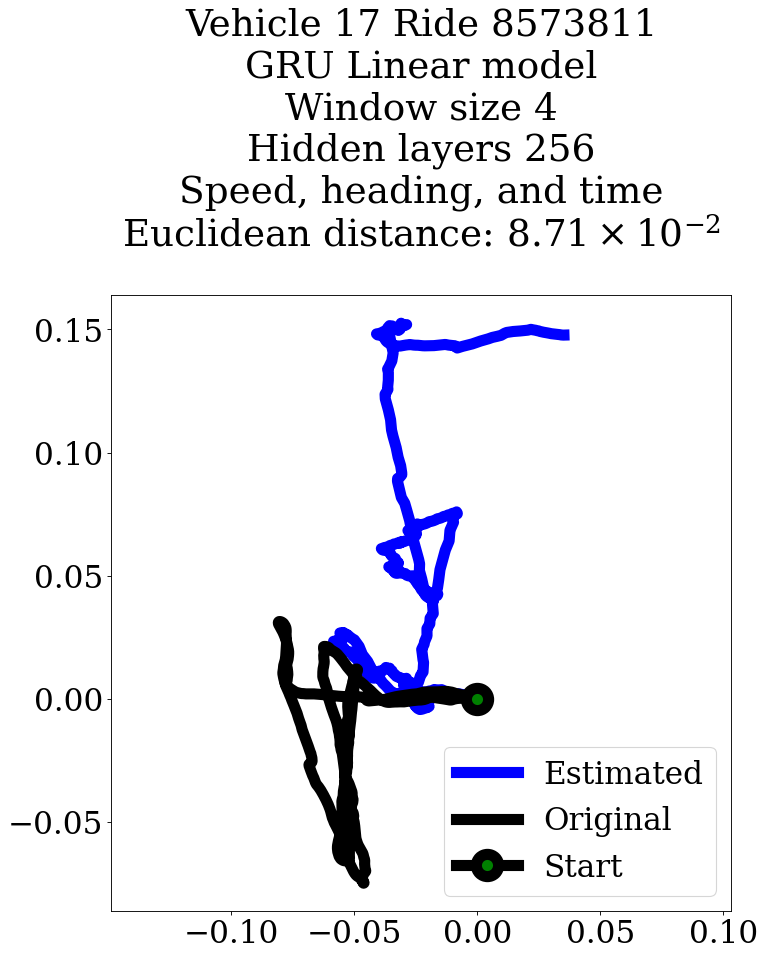 Vehicle 17 Ride 8573811
GRU Linear model
Window size 4
Hidden layers 256
Speed, heading, and time
Euclidean distance: 8.71 × 10⁻²
0.15
0.10
0.05
0.00
−0.05
−0.10
−0.05
0.00
0.05
0.10
Estimated
Original
Start